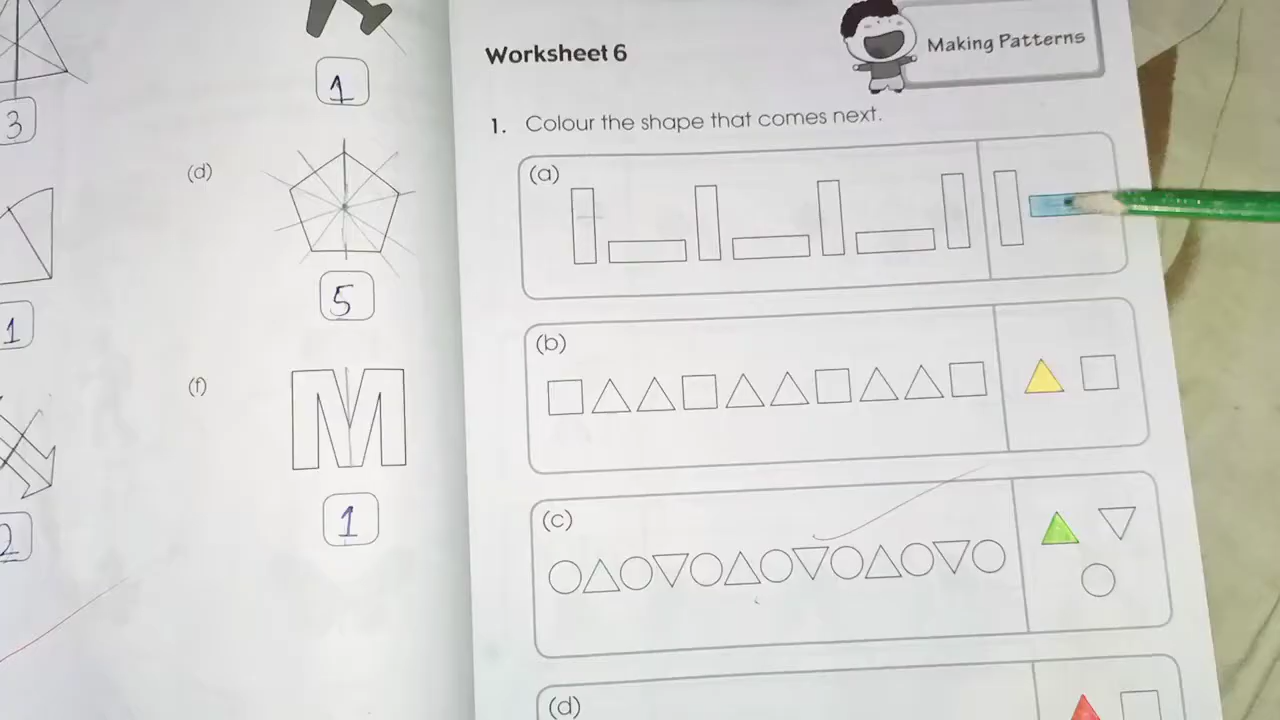 3
1
2
1
(d)
5
(f)
M
1
Worksheet 6
Making Patterns
1. Colour the shape that comes next.
(a)
(b)
(c)
(d)